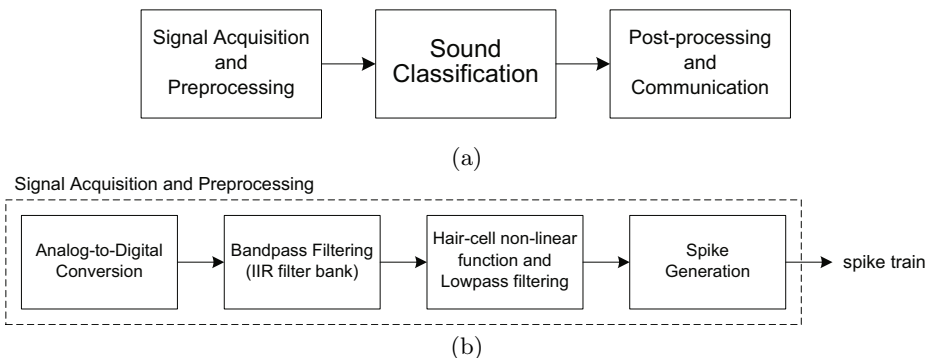 Signal Acquisition
and
Preprocessing
Sound
Classification
Post-processing
and
Communication
(a)
Signal Acquisition and Preprocessing
Analog-to-Digital
Conversion
Bandpass Filtering
(IIR filter bank)
Hair-cell non-linear
function and
Lowpass filtering
Spike
Generation
spike train
(b)